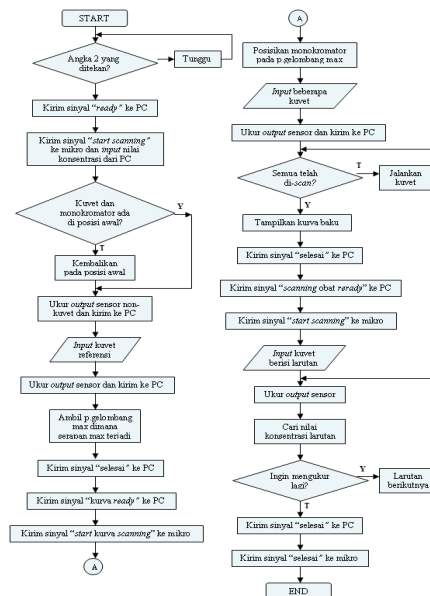 START
Angka 2 yang
ditekan?
Tunggu
Kirim sinyal "ready" ke PC
Kirim sinyal "start scanning"
ke mikro dan input nilai
konsentrasi dari PC
Kuvet dan
monokromator ada
di posisi awal?
Y
T
Kembalikan
pada posisi awal
Ukur output sensor non-
kuvet dan kirim ke PC
Input kuvet
referensi
Ukur output sensor dan kirim ke PC
Ambil p.gelombang
max dimana
serapan max terjadi
Kirim sinyal "selesai" ke PC
Kirim sinyal "kurva ready" ke PC
Kirim sinyal "start kurva scanning" ke mikro
A
A
Posisikan monokromator
pada p.gelombang max
Input beberapa
kuvet
Ukur output sensor dan kirim ke PC
Semua telah
di-scan?
T
Jalankan
kuvet
Y
Tampilkan kurva baku
Kirim sinyal "selesai" ke PC
Kirim sinyal "scanning obat ready" ke PC
Kirim sinyal "start scanning" ke mikro
Input kuvet
berisi larutan
Ukur output sensor
Cari nilai
konsentrasi larutan
Ingin mengukur
lagi?
Y
Larutan
berikutnya
T
Kirim sinyal "selesai" ke PC
Kirim sinyal "selesai" ke mikro
END